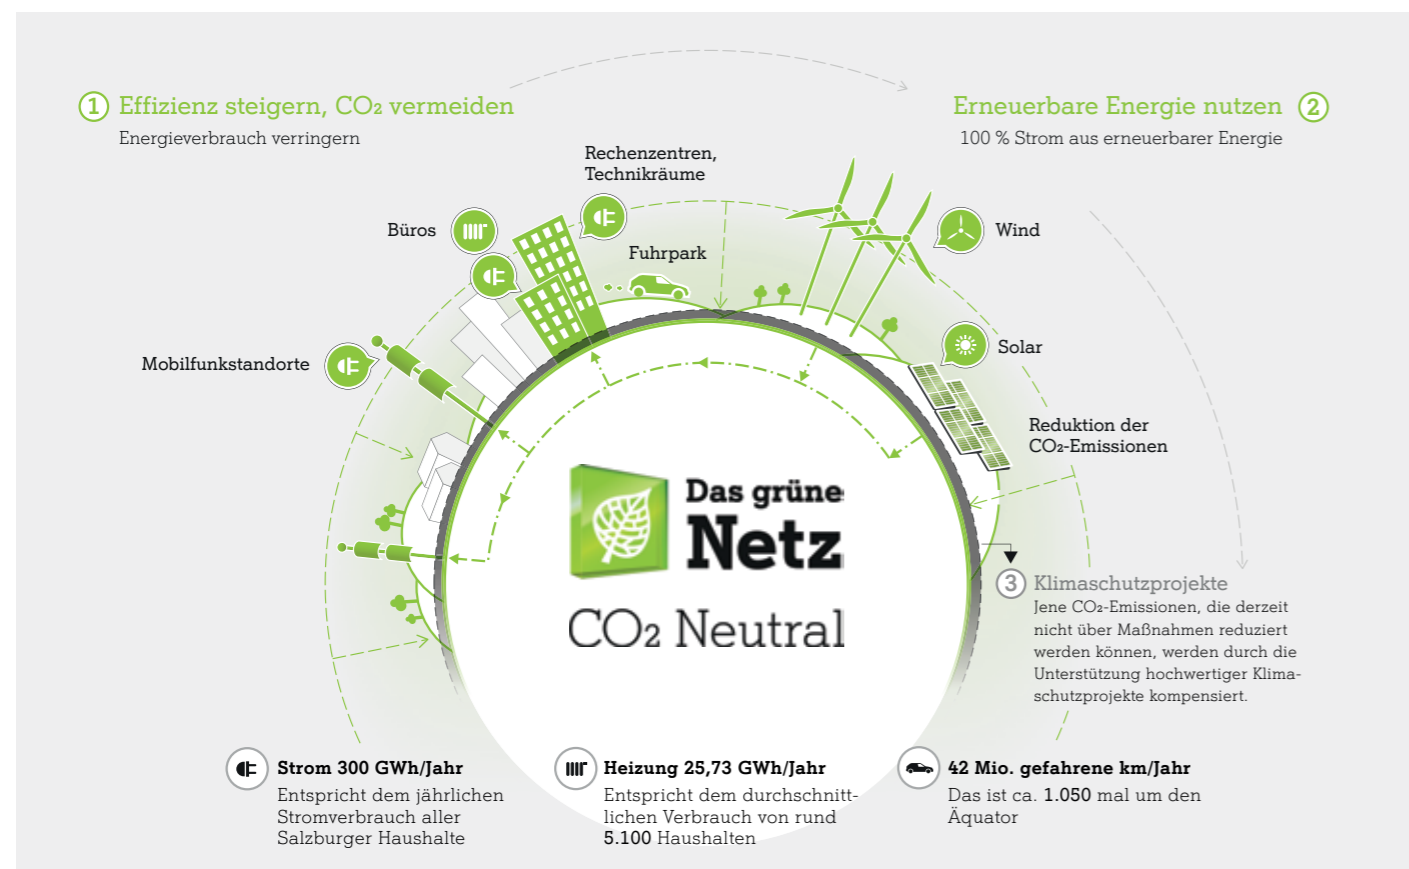 1 Effizienz steigern, CO₂ vermeiden
Energieverbrauch verringern
Erneuerbare Energie nutzen 2
100 % Strom aus erneuerbarer Energie
Rechenzentren,
Technikräume
Büros
Fuhrpark
Wind
Mobilfunkstandorte
Solar
Reduktion der
CO₂-Emissionen
Das grüne
Netz
CO₂ Neutral
3 Klimaschutzprojekte
Jene CO₂-Emissionen, die derzeit
nicht über Maßnahmen reduziert
werden können, werden durch die
Unterstützung hochwertiger Klima-
schutzprojekte kompensiert.
Strom 300 GWh/Jahr
Entspricht dem jährlichen
Stromverbrauch aller
Salzburger Haushalte
Heizung 25,73 GWh/Jahr
Entspricht dem durchschnitt-
lichen Verbrauch von rund
5.100 Haushalten
42 Mio. gefahrene km/Jahr
Das ist ca. 1.050 mal um den
Äquator